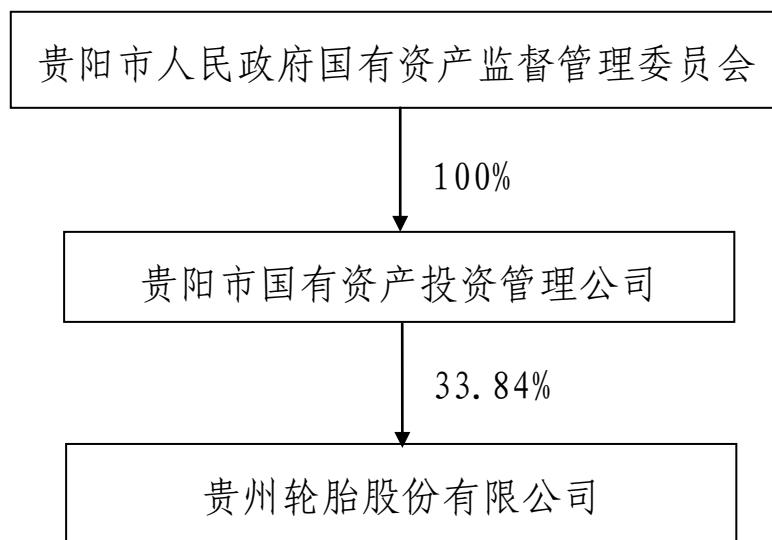 贵阳市人民政府国有资产监督管理委员会
100%
贵阳市国有资产投资管理公司
33.84%
贵州轮胎股份有限公司